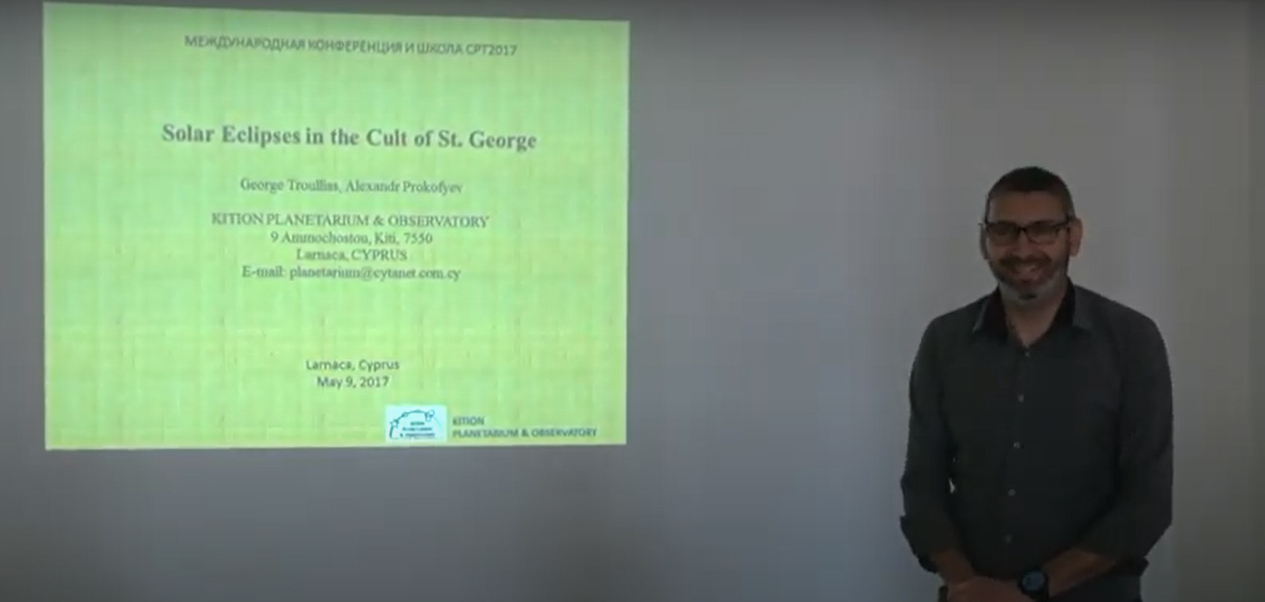 МЕЖДУНАРОДНАЯ КОНФЕРЕНЦИЯ И ШКОЛА СРТ2017
Solar Eclipses in the Cult of St. George
George Troulliss, Alexandr Prokofyev
KITION PLANETARIUM & OBSERVATORY
9 Ammochostou, Kiti, 7550
Larnaca, CYPRUS
E-mail: planetarium@cytanet.com.cy
Larnaca, Cyprus
May 9, 2017
KITION
PLANETARIUM & OBSERVATORY